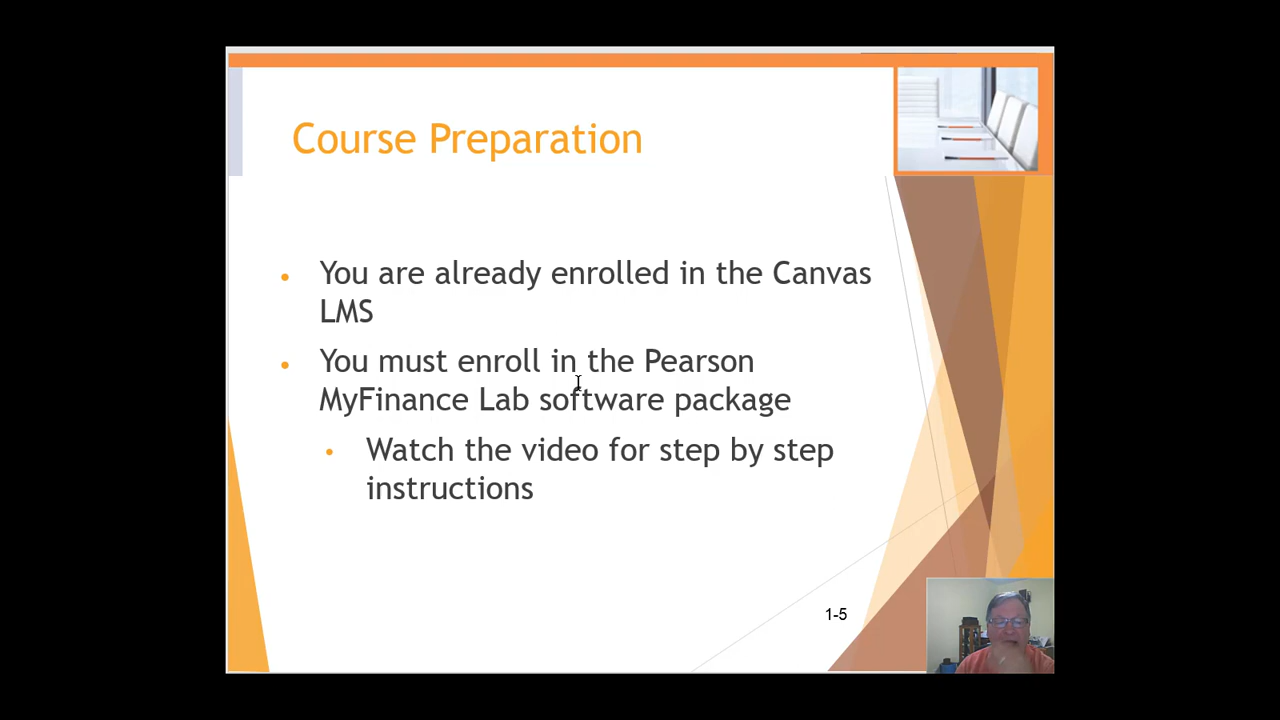 Course Preparation
• You are already enrolled in the Canvas
LMS
• You must enroll in the Pearson
MyFinance Lab software package
• Watch the video for step by step
instructions
1-5